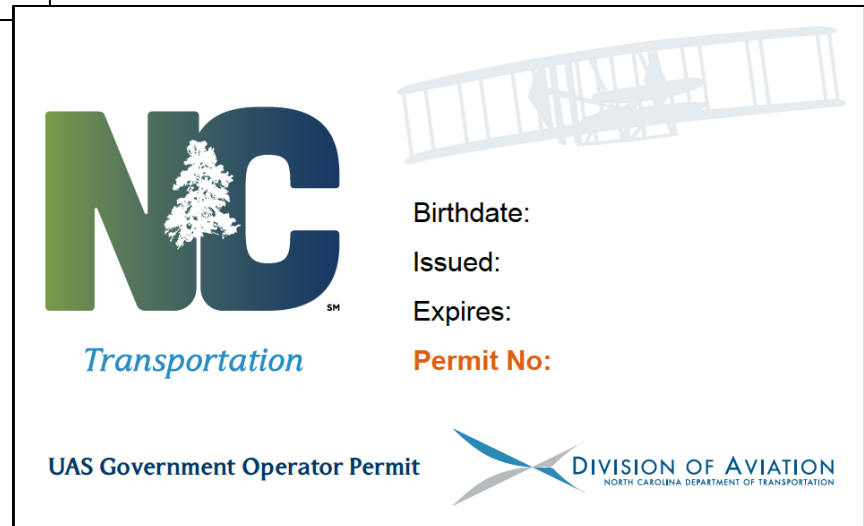 NC
SM
Transportation
Birthdate:
Issued:
Expires:
Permit No:
UAS Government Operator Permit
DIVISION OF AVIATION
NORTH CAROLINA DEPARTMENT OF TRANSPORTATION